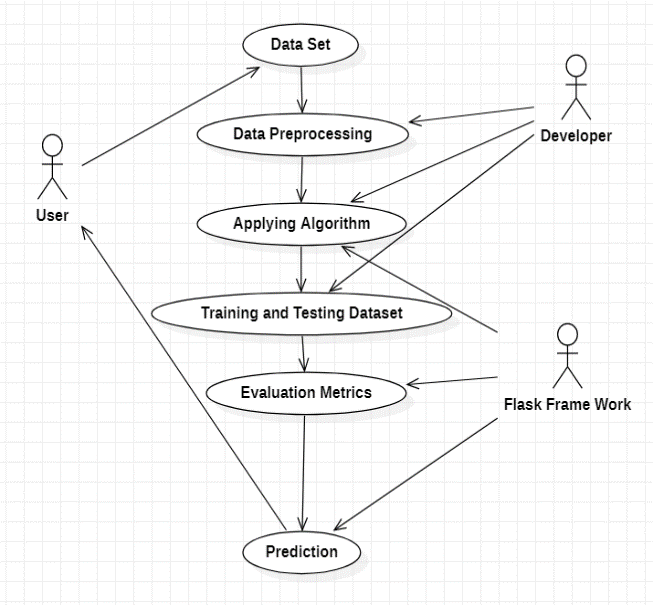 Data Set
Developer
Data Preprocessing
User
Applying Algorithm
Training and Testing Dataset
Evaluation Metrics
Flask Frame Work
Prediction